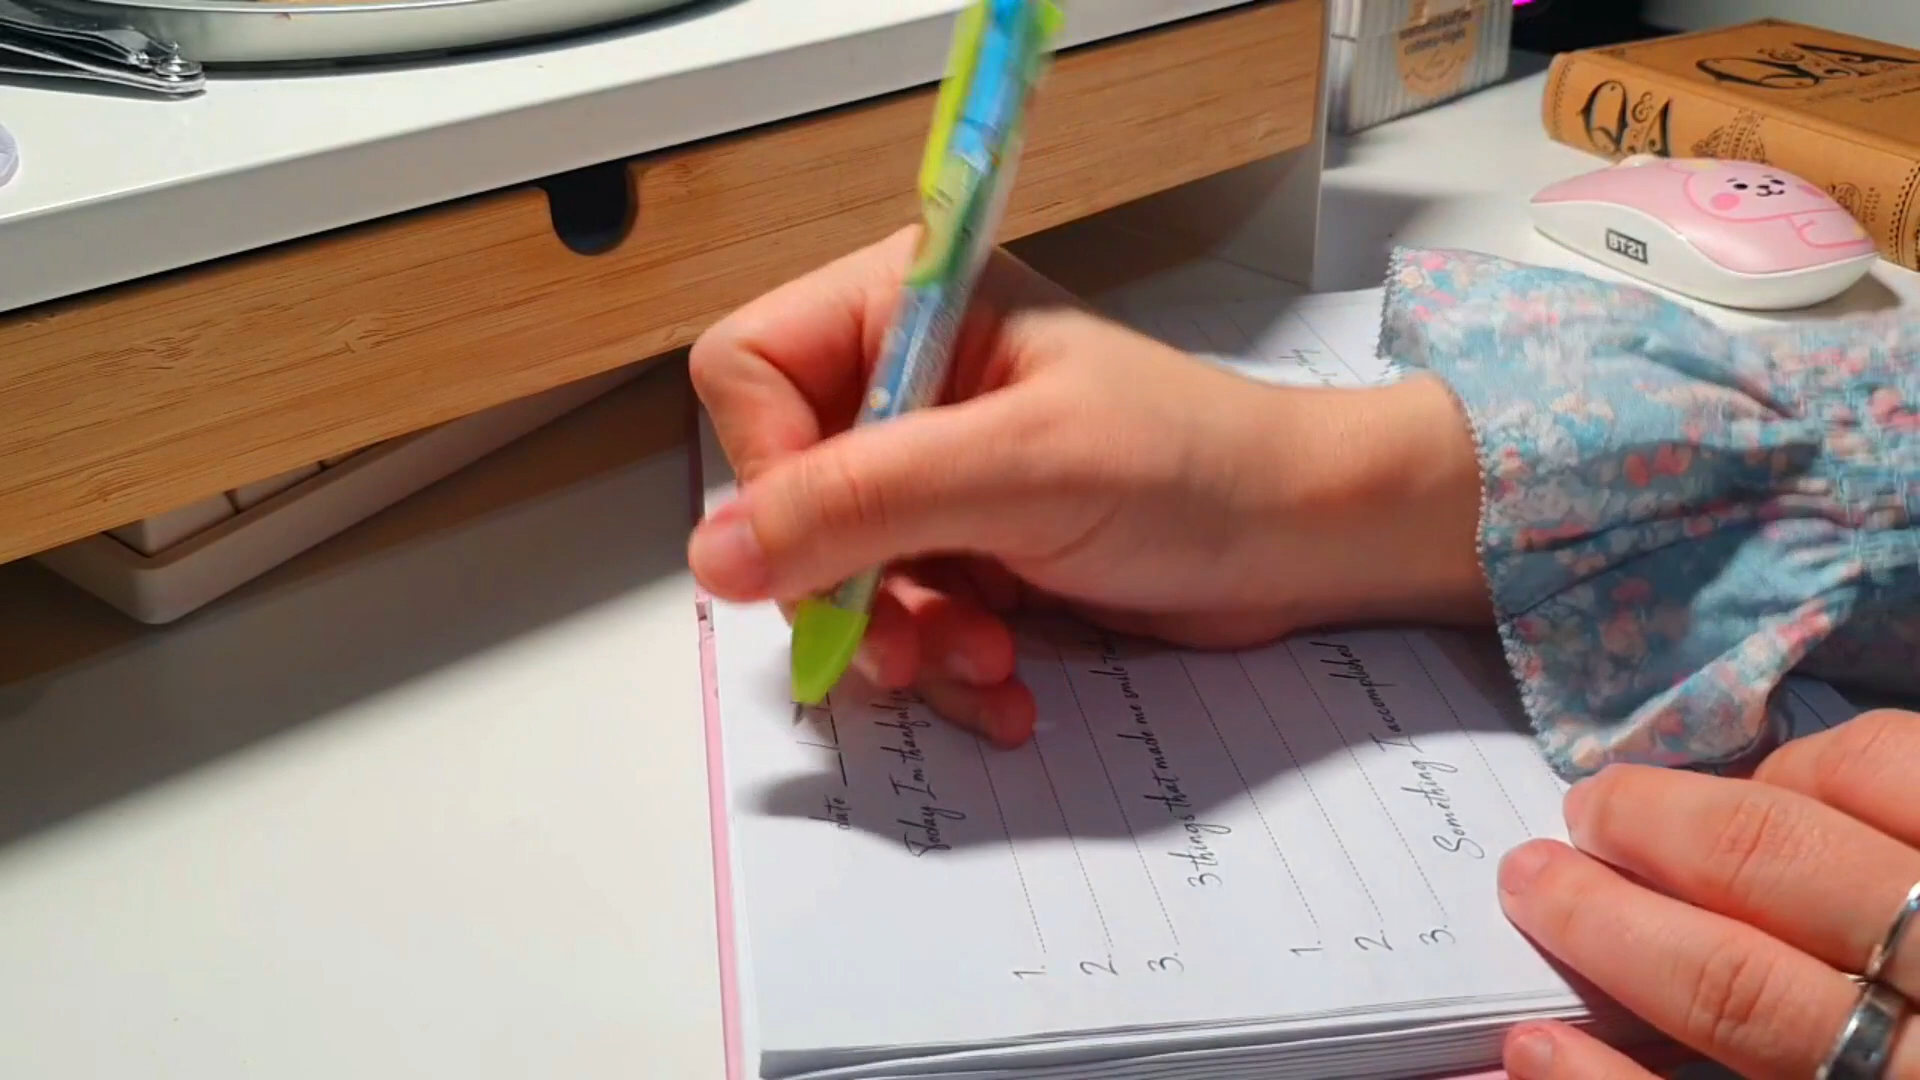 date _/_/
Today I'm thankful
1.
2.
3.
3 things that made me smile
1.
2.
3.
Something I accomplished
BT21
Q & A
Q & A